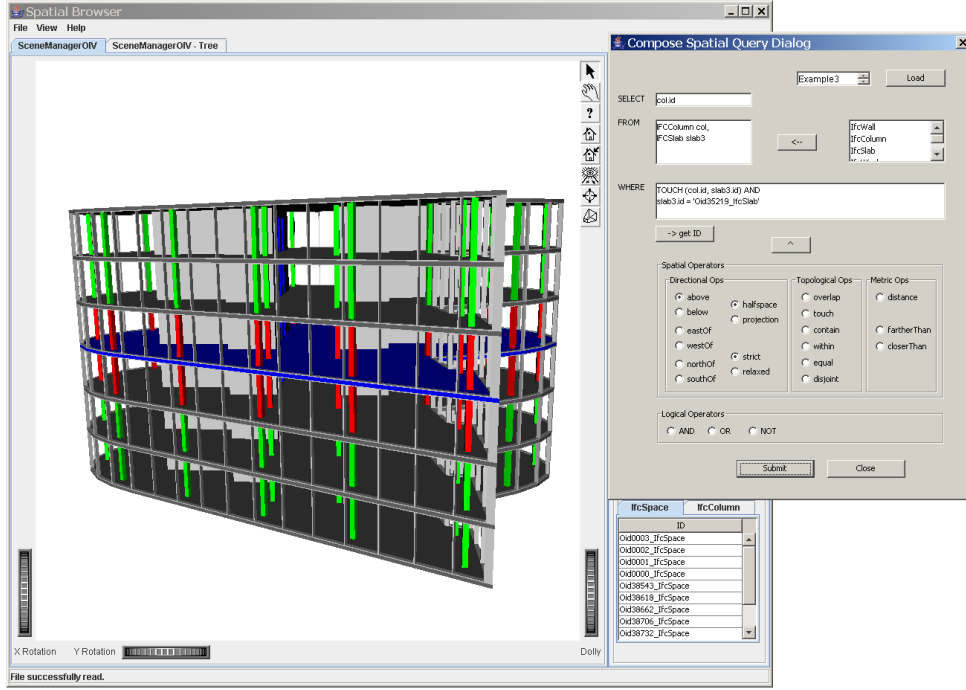 Spatial Browser
File View Help
SceneManagerOIV SceneManagerOIV - Tree
?
X Rotation Y Rotation Dolly
File successfully read.
Compose Spatial Query Dialog
Example3 Load
SELECT col.id
FROM IFCColumn col,
IFCSlab slab3
<--
IfcWall
IfcColumn
IfcSlab
WHERE TOUCH (col.id, slab3.id) AND
slab3.id = 'Oid35219_IfcSlab'
-> get ID
^
Spatial Operators
Directional Ops
above
below
eastOf
westOf
northOf
southOf
halfspace
projection
strict
relaxed
Topological Ops
overlap
touch
contain
within
equal
disjoint
Metric Ops
distance
fartherThan
closerThan
Logical Operators
AND OR NOT
Submit Close
IfcSpace IfcColumn
ID
Oid0003_IfcSpace
Oid0002_IfcSpace
Oid0001_IfcSpace
Oid0000_IfcSpace
Oid38543_IfcSpace
Oid38618_IfcSpace
Oid38662_IfcSpace
Oid38706_IfcSpace
Oid38732_IfcSpace